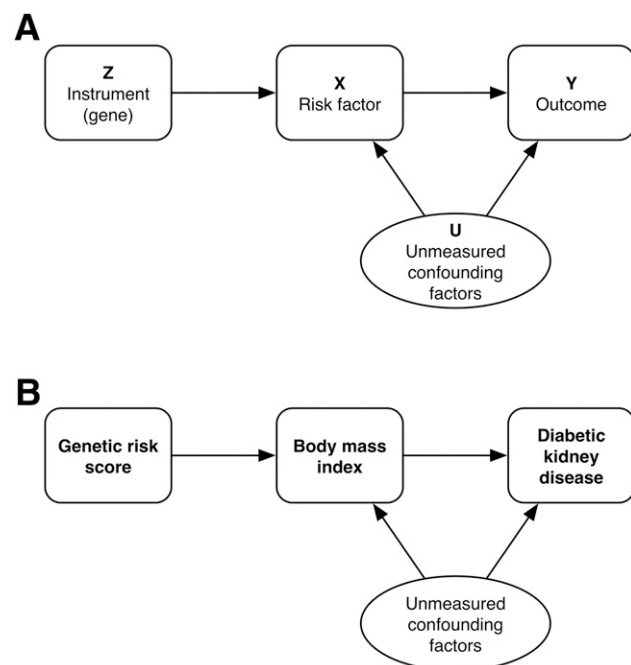 A
Z
Instrument
(gene)
X
Risk factor
Y
Outcome
U
Unmeasured
confounding
factors
B
Genetic risk
score
Body mass
index
Diabetic
kidney
disease
Unmeasured
confounding
factors